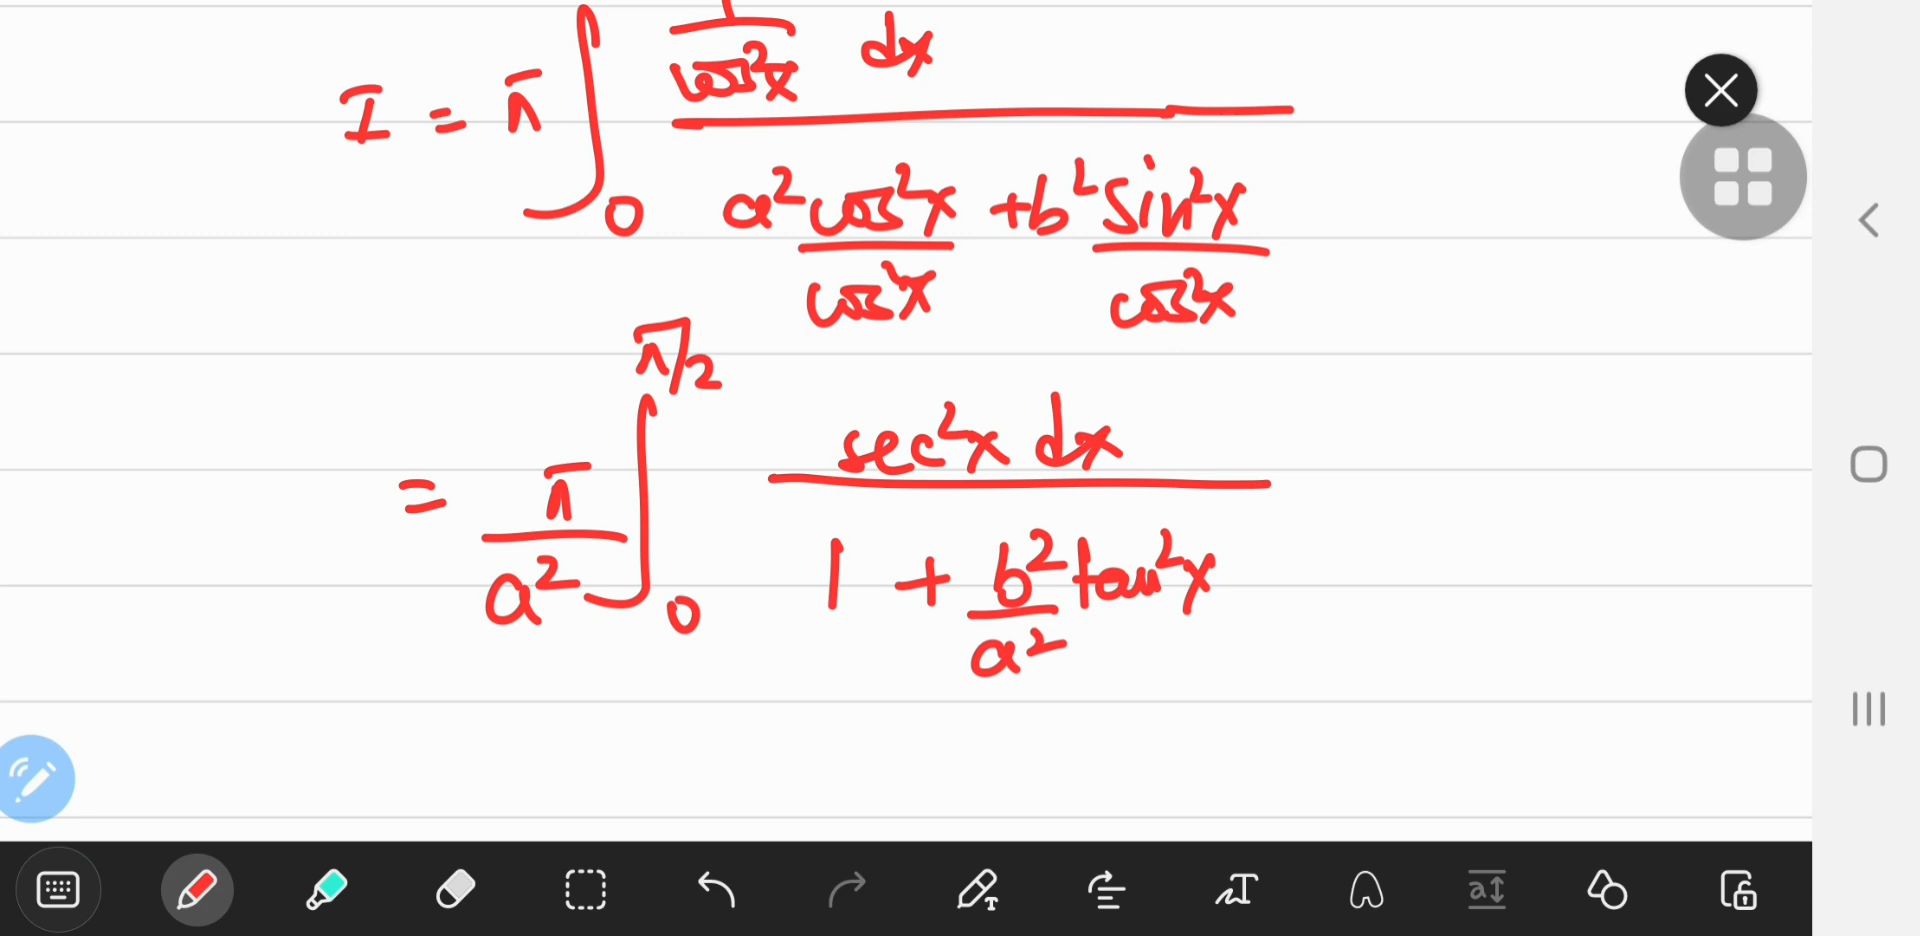 I = π ∫₀ (1/cos²x dx) / (a² cos²x/cos²x + b² sin²x/cos²x)
= π/a² ∫₀^(π/2) (sec²x dx) / (1 + b²/a² tan²x)